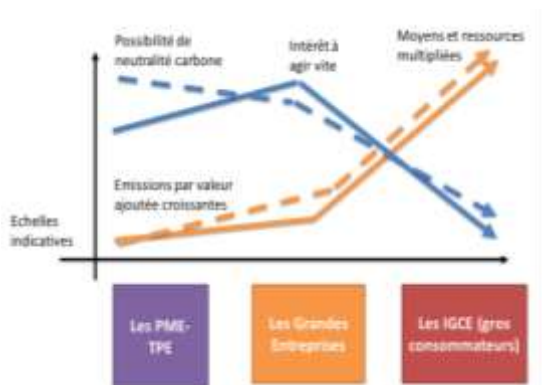 Possibilité de
neutralité carbone
Intérêt à
agir vite
Moyens et ressources
multipliées
Emissions par valeur
ajoutée croissantes
Echelles
indicatives
Les PME-
TPE
Les Grandes
Entreprises
Les IGCE (gros
consommateurs)